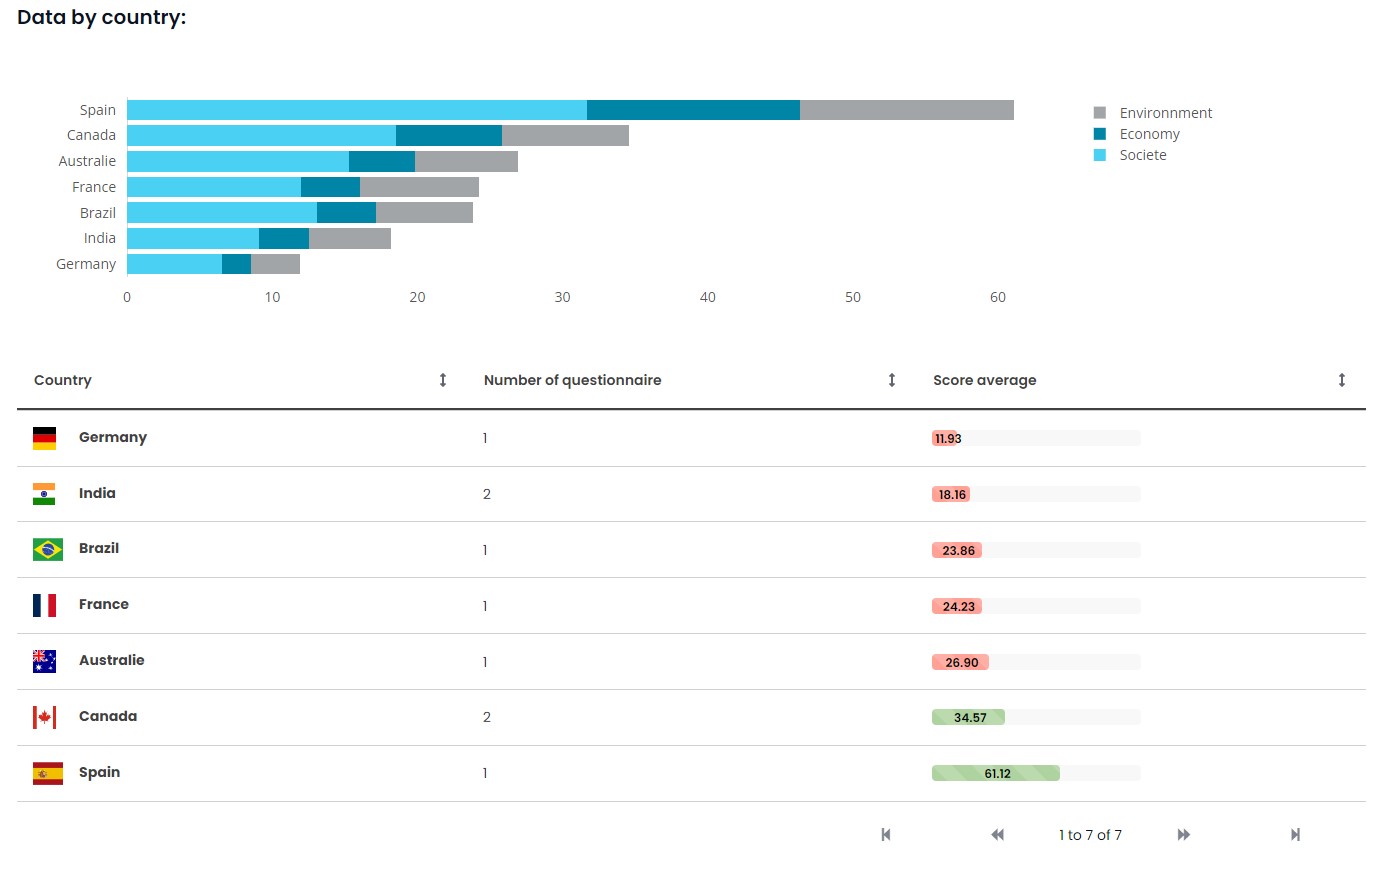 Data by country:
Spain
Canada
Australie
France
Brazil
India
Germany
0 10 20 30 40 50 60
Environnment
Economy
Societe
Country Number of questionnaire Score average
Germany 1 11.93
India 2 18.16
Brazil 1 23.86
France 1 24.23
Australie 1 26.90
Canada 2 34.57
Spain 1 61.12
1 to 7 of 7